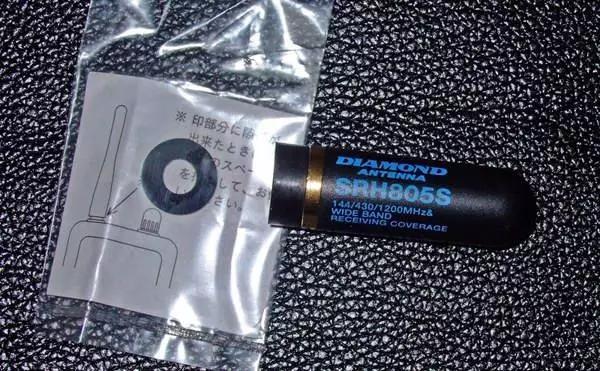 ※ 印部分に
出来たとき
のスペー
を
して、お
さい。
DIAMOND
ANTENNA
SRH805S
144/430/1200MHz&
WIDE BAND
RECEIVING COVERAGE